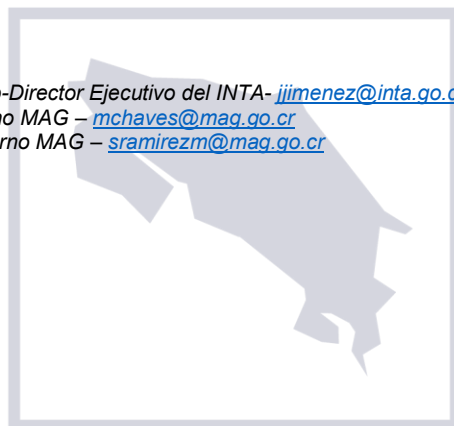 -Director Ejecutivo del INTA- jjimenez@inta.go.c
no MAG – mchaves@mag.go.cr
rno MAG – sramirezm@mag.go.cr